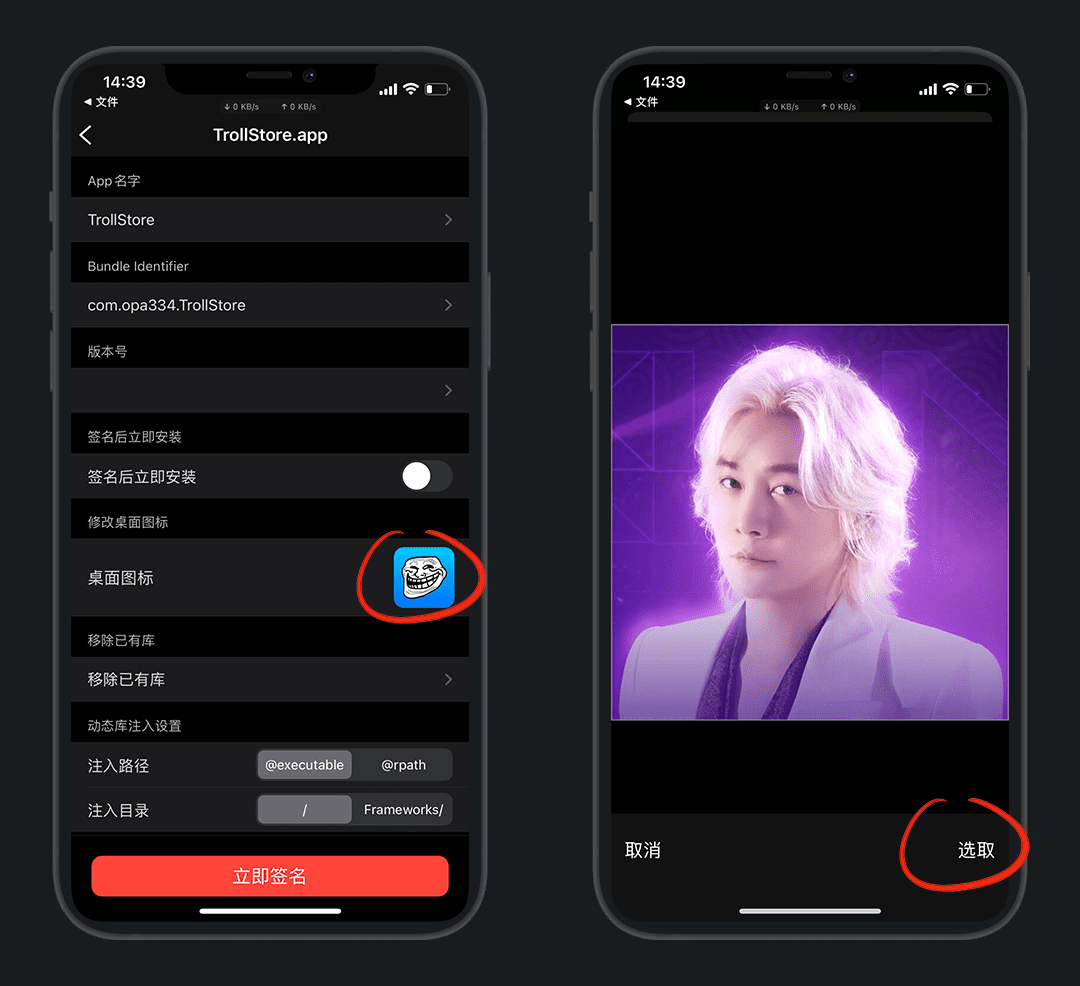 14:39
◀ 文件
↓ 0 KB/s ↑ 0 KB/s
TrollStore.app
App 名字
TrollStore
Bundle Identifier
com.opa334.TrollStore
版本号
签名后立即安装
签名后立即安装
修改桌面图标
桌面图标
移除已有库
移除已有库
动态库注入设置
注入路径 @executable @rpath
注入目录 / Frameworks/
立即签名
14:39
◀ 文件
↓ 0 KB/s ↑ 0 KB/s
取消 选取